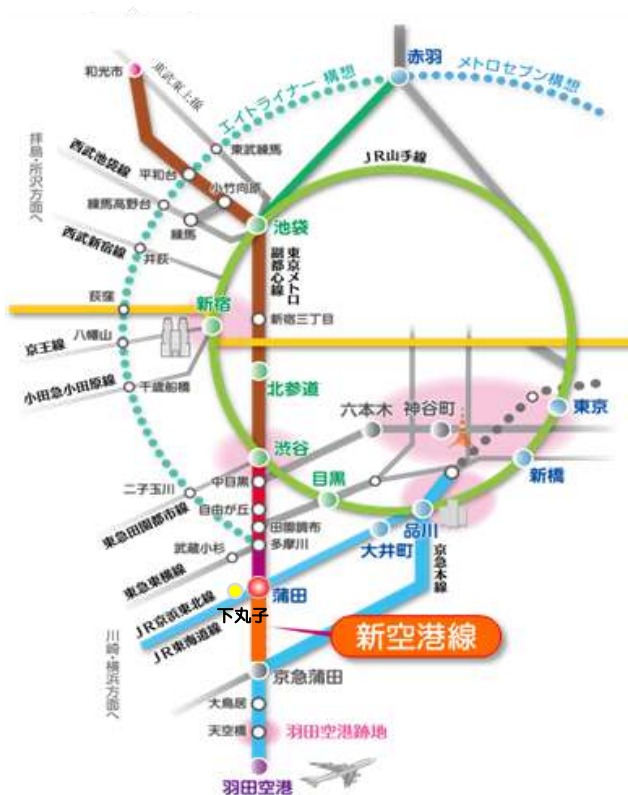 赤羽
エイトライナー 構想
メトロセブン構想
和光市
東武東上線
東武練馬
JR山手線
拝島・所沢方面へ
西武池袋線
平和台
小竹向原
練馬高野台
練馬
池袋
西武新宿線
井荻
東京メトロ
副都心線
荻窪
新宿
新宿三丁目
八幡山
京王線
小田急小田原線
千歳船橋
北参道
六本木
神谷町
東京
渋谷
新橋
二子玉川
中目黒
目黒
東急田園都市線
自由が丘
品川
田園調布
大井町
武蔵小杉
多摩川
東急東横線
京急本線
蒲田
下丸子
JR京浜東北線
JR東海道線
新空港線
川崎・横浜方面へ
京急蒲田
大鳥居
天空橋
羽田空港跡地
羽田空港